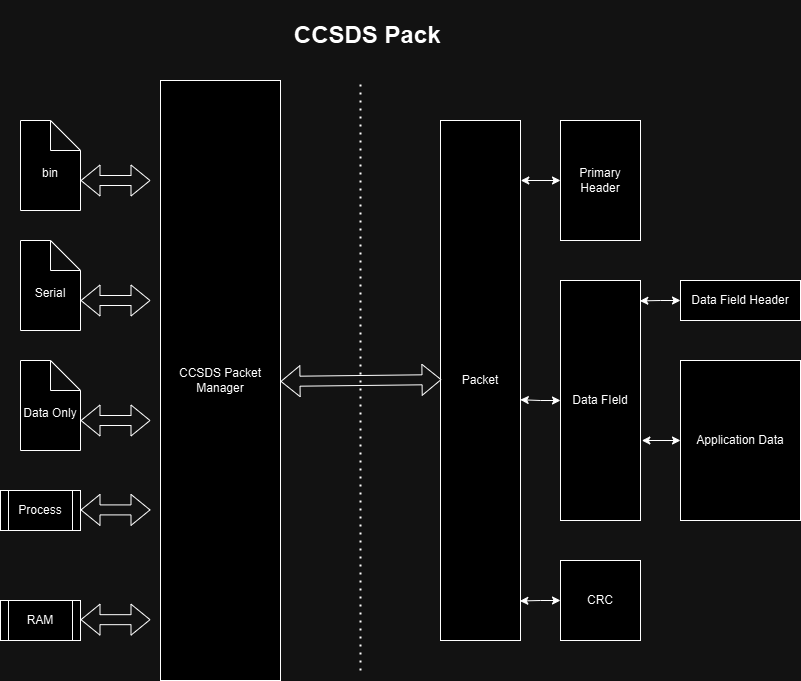 CCSDS Pack
bin
Serial
Data Only
Process
RAM
CCSDS Packet
Manager
Packet
Primary
Header
Data FIeld
Data Field Header
Application Data
CRC